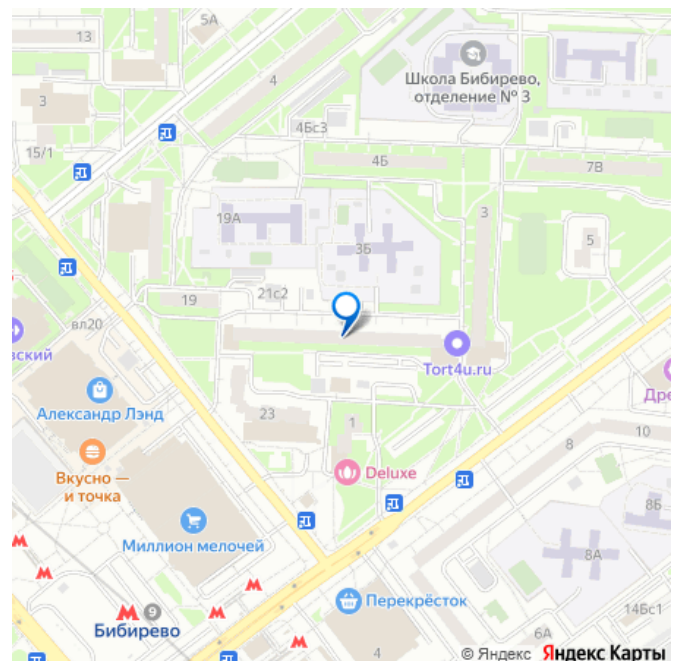 5А
13
4
Школа Бибирево,
отделение № 3
3
4Бс3
15/1
4Б
7В
19А
3
3Б
5
21с2
19
вл20
вский
Tort4u.ru
Дре
Александр Лэнд
23
1
10
8
Вкусно —
и точка
Deluxe
8Б
Миллион мелочей
8А
Перекрёсток
9
14Бс1
Бибирево
6А
4
© Яндекс Яндекс Карты